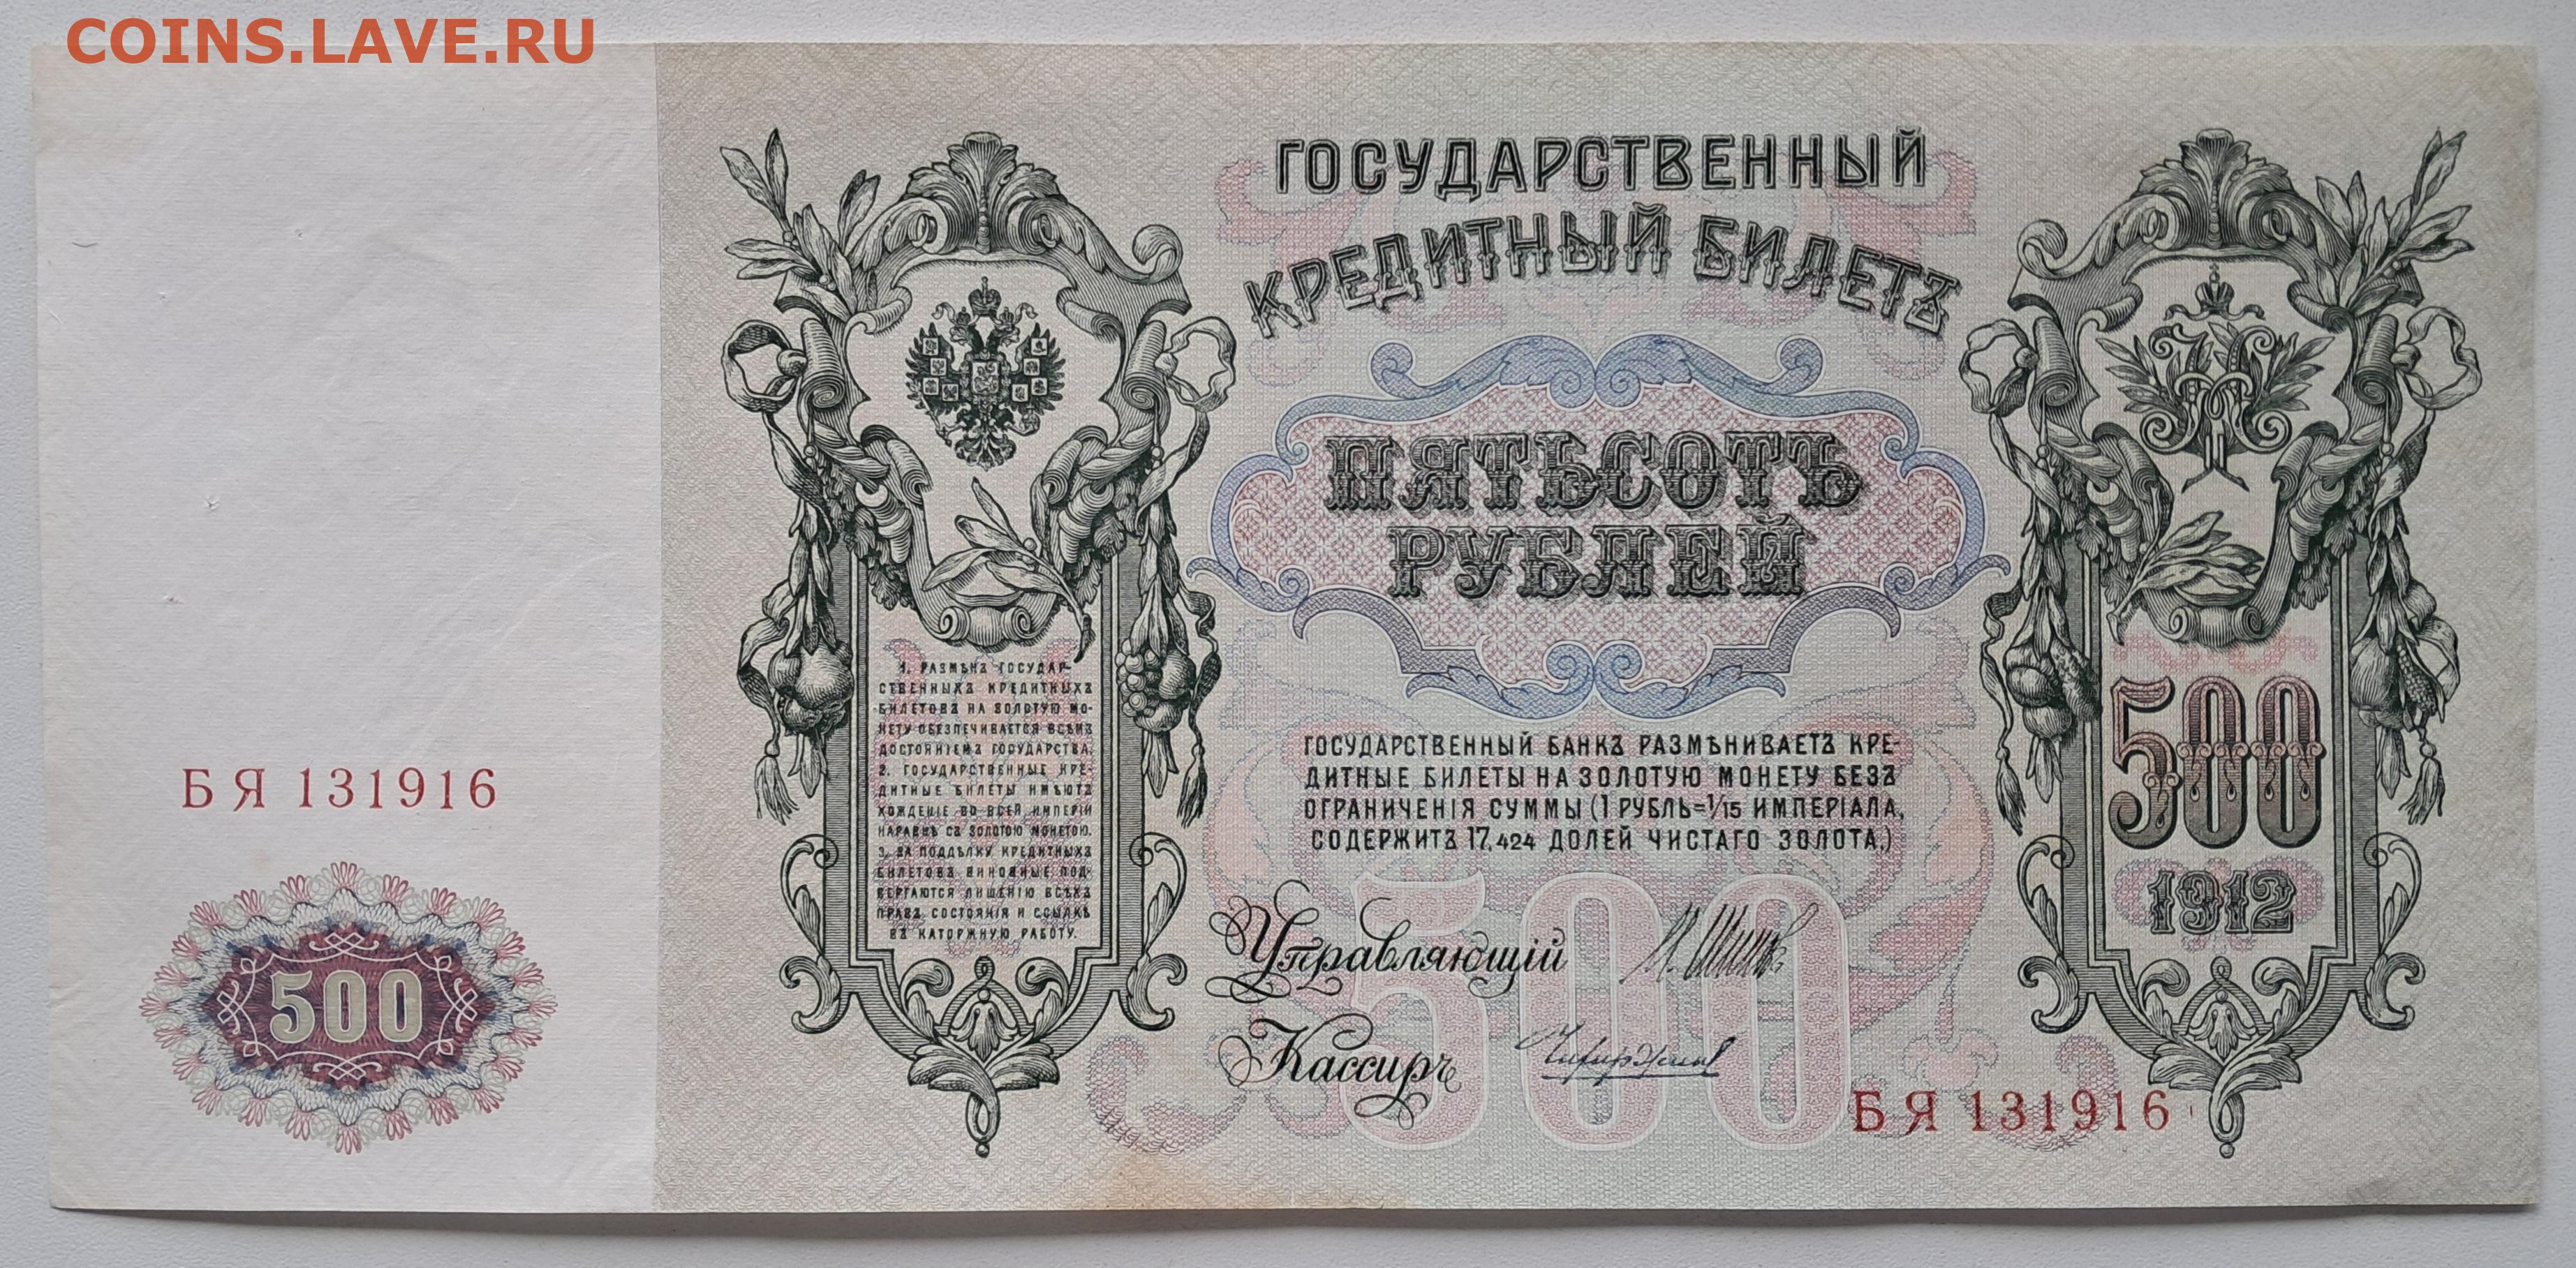 COINS.LAVE.RU
ГОСУДАРСТВЕННЫЙ
КРЕДИТНЫЙ БИЛЕТЪ
ПЯТЬСОТЪ
РУБЛЕЙ
1. РАЗМѢНЪ ГОСУДАР-
СТВЕННЫХЪ КРЕДИТНЫХЪ
БИЛЕТОВЪ НА ЗОЛОТУЮ МО-
НЕТУ ОБЕЗПЕЧИВАЕТСЯ ВСѢМЪ
ДОСТОЯНІЕМЪ ГОСУДАРСТВА.
2. ГОСУДАРСТВЕННЫЕ КРЕ-
ДИТНЫЕ БИЛЕТЫ ИМѢЮТЪ
ХОЖДЕНІЕ ВО ВСЕЙ ИМПЕРІИ
НАРАВНѢ СЪ ЗОЛОТОЮ МОНЕТОЮ.
3. ЗА ПОДДѢЛКУ КРЕДИТНЫХЪ
БИЛЕТОВЪ ВИНОВНЫЕ ПОД-
ВЕРГАЮТСЯ ЛИШЕНІЮ ВСѢХЪ
ПРАВЪ СОСТОЯНІЯ И ССЫЛКѢ
ВЪ КАТОРЖНУЮ РАБОТУ.
ГОСУДАРСТВЕННЫЙ БАНКЪ РАЗМѢНИВАЕТЪ КРЕ-
ДИТНЫЕ БИЛЕТЫ НА ЗОЛОТУЮ МОНЕТУ БЕЗЪ
ОГРАНИЧЕНІЯ СУММЫ (1 РУБЛЬ=1/15 ИМПЕРІАЛА,
СОДЕРЖИТЪ 17,424 ДОЛЕЙ ЧИСТАГО ЗОЛОТА.)
500
1912
БЯ 131916
500
Управляющій
500
Кассиръ
БЯ 131916